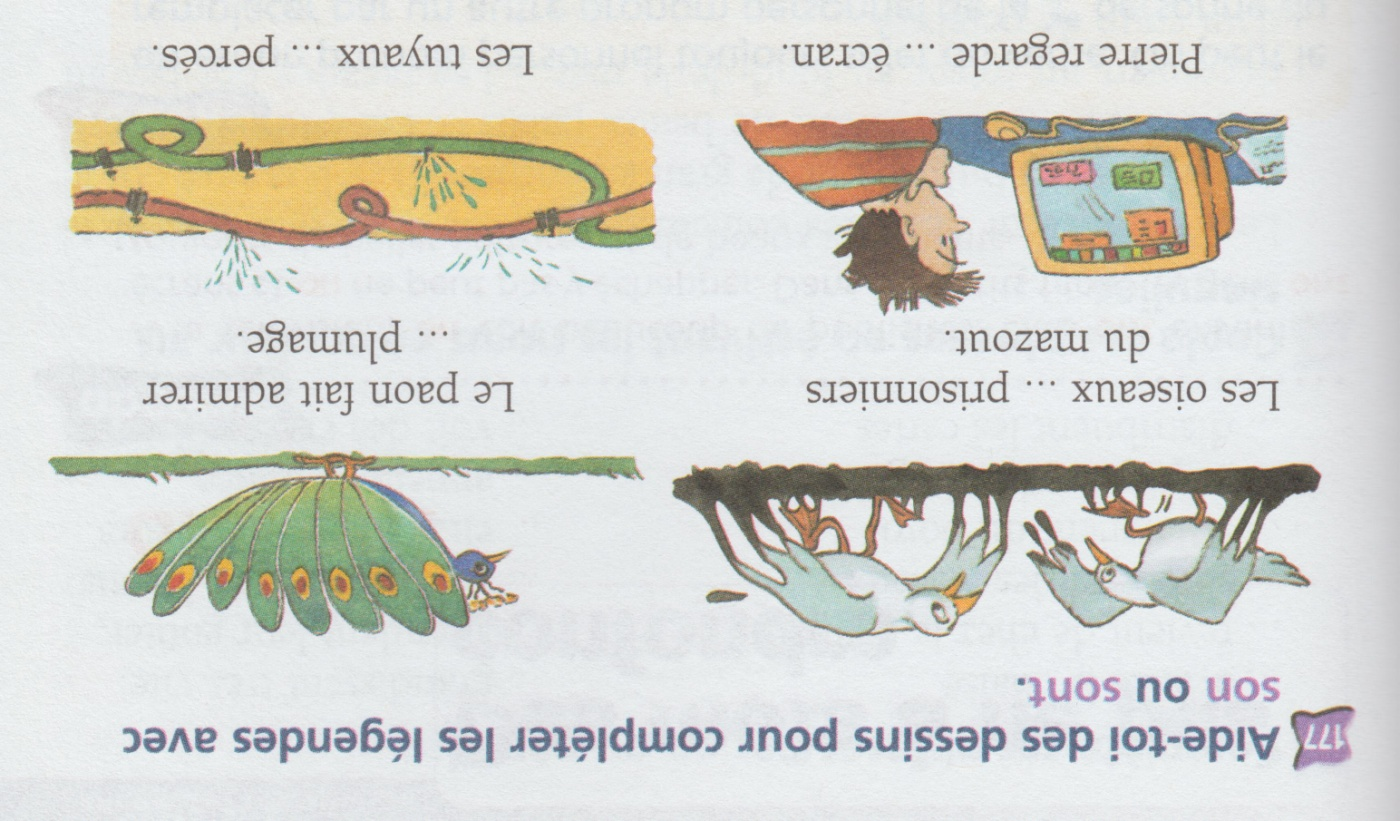 177 Aide-toi des dessins pour compléter les légendes avec
son ou sont.
Les oiseaux ... prisonniers
du mazout.
Le paon fait admirer
... plumage.
Pierre regarde ... écran.
Les tuyaux ... percés.